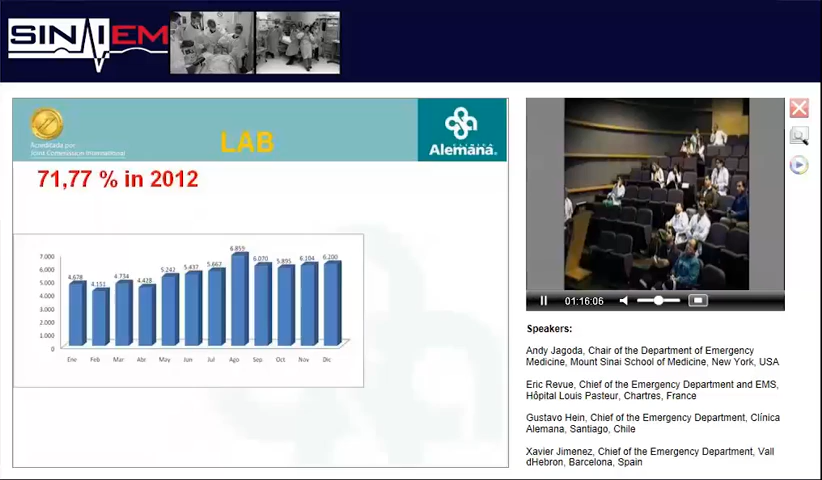 SINIEM
Acreditada por
Joint Commission International
LAB
CLINICA
Alemana
71,77 % in 2012
7.000
6.000
5.000
4.000
3.000
2.000
1.000
0
4.678
4.151
4.734
4.428
5.242
5.437
5.667
6.855
6.070
5.895
6.104
6.200
Ene Feb Mar Abr May Jun Jul Ago Sep Oct Nov Dic
01:16:06
Speakers:
Andy Jagoda, Chair of the Department of Emergency
Medicine, Mount Sinai School of Medicine, New York, USA
Eric Revue, Chief of the Emergency Department and EMS,
Hôpital Louis Pasteur, Chartres, France
Gustavo Hein, Chief of the Emergency Department, Clínica
Alemana, Santiago, Chile
Xavier Jimenez, Chief of the Emergency Department, Vall
dHebron, Barcelona, Spain